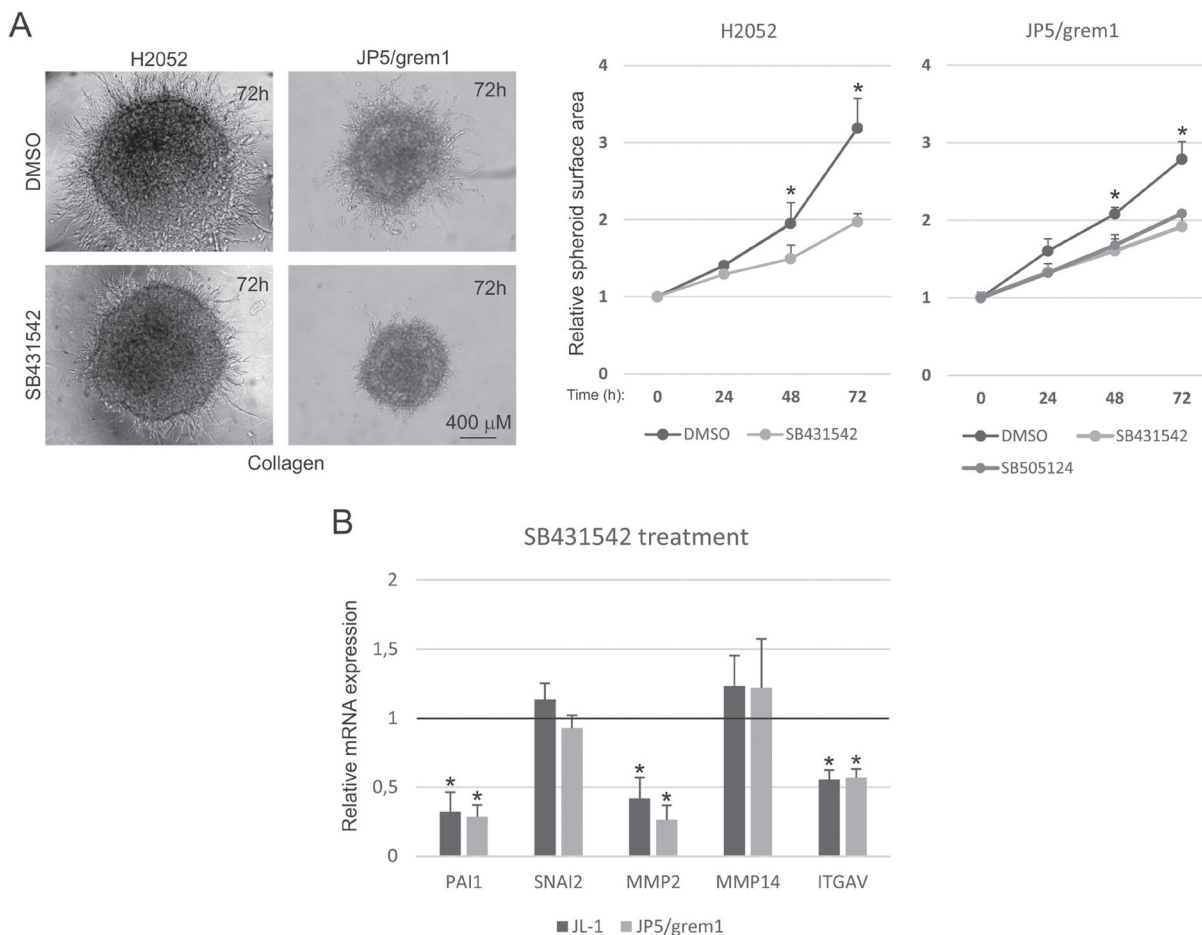 A
H2052
JP5/grem1
DMSO
72h
72h
SB431542
72h
72h
400 µM
Collagen
H2052
Relative spheroid surface area
4
3
2
1
0
*
*
Time (h):
0 24 48 72
DMSO SB431542
JP5/grem1
4
3
2
1
0
*
*
0 24 48 72
DMSO SB431542
SB505124
B
SB431542 treatment
Relative mRNA expression
2
1,5
1
0,5
0
* * * * * *
PAI1 SNAI2 MMP2 MMP14 ITGAV
JL-1 JP5/grem1